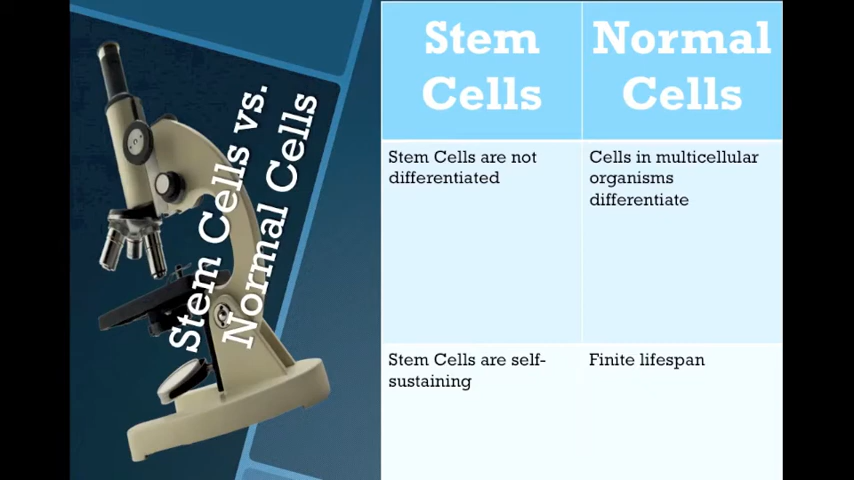 Stem Cells vs.
Normal Cells
Stem
Cells
Normal
Cells
Stem Cells are not
differentiated
Cells in multicellular
organisms
differentiate
Stem Cells are self-
sustaining
Finite lifespan